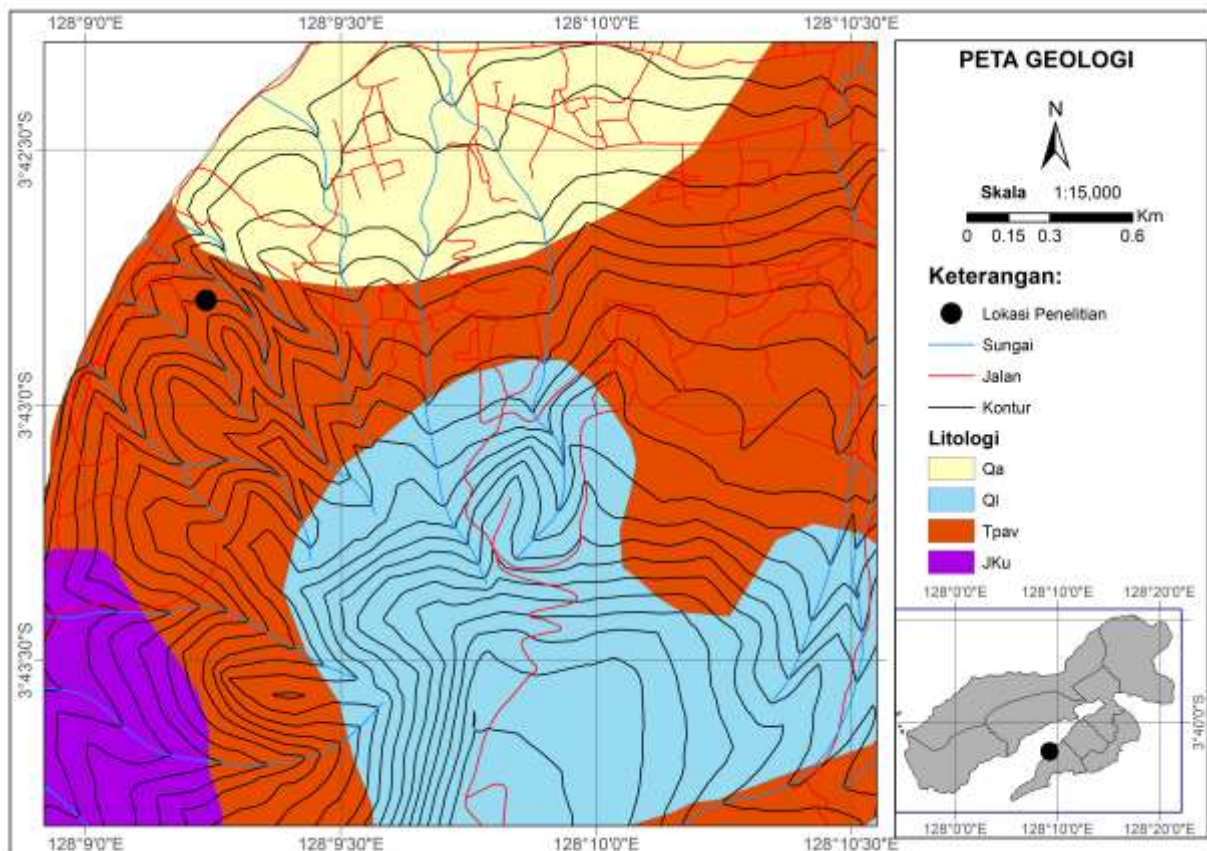 128°9'0"E 128°9'30"E 128°10'0"E 128°10'30"E
3°42'30"S
3°43'0"S
3°43'30"S
128°9'0"E 128°9'30"E 128°10'0"E 128°10'30"E
PETA GEOLOGI
N
Skala 1:15,000
Km
0 0.15 0.3 0.6
Keterangan:
Lokasi Penelitian
Sungai
Jalan
Kontur
Litologi
Qa
Ql
Tpav
JKu
128°0'0"E 128°10'0"E 128°20'0"E
3°40'0"S
128°0'0"E 128°10'0"E 128°20'0"E